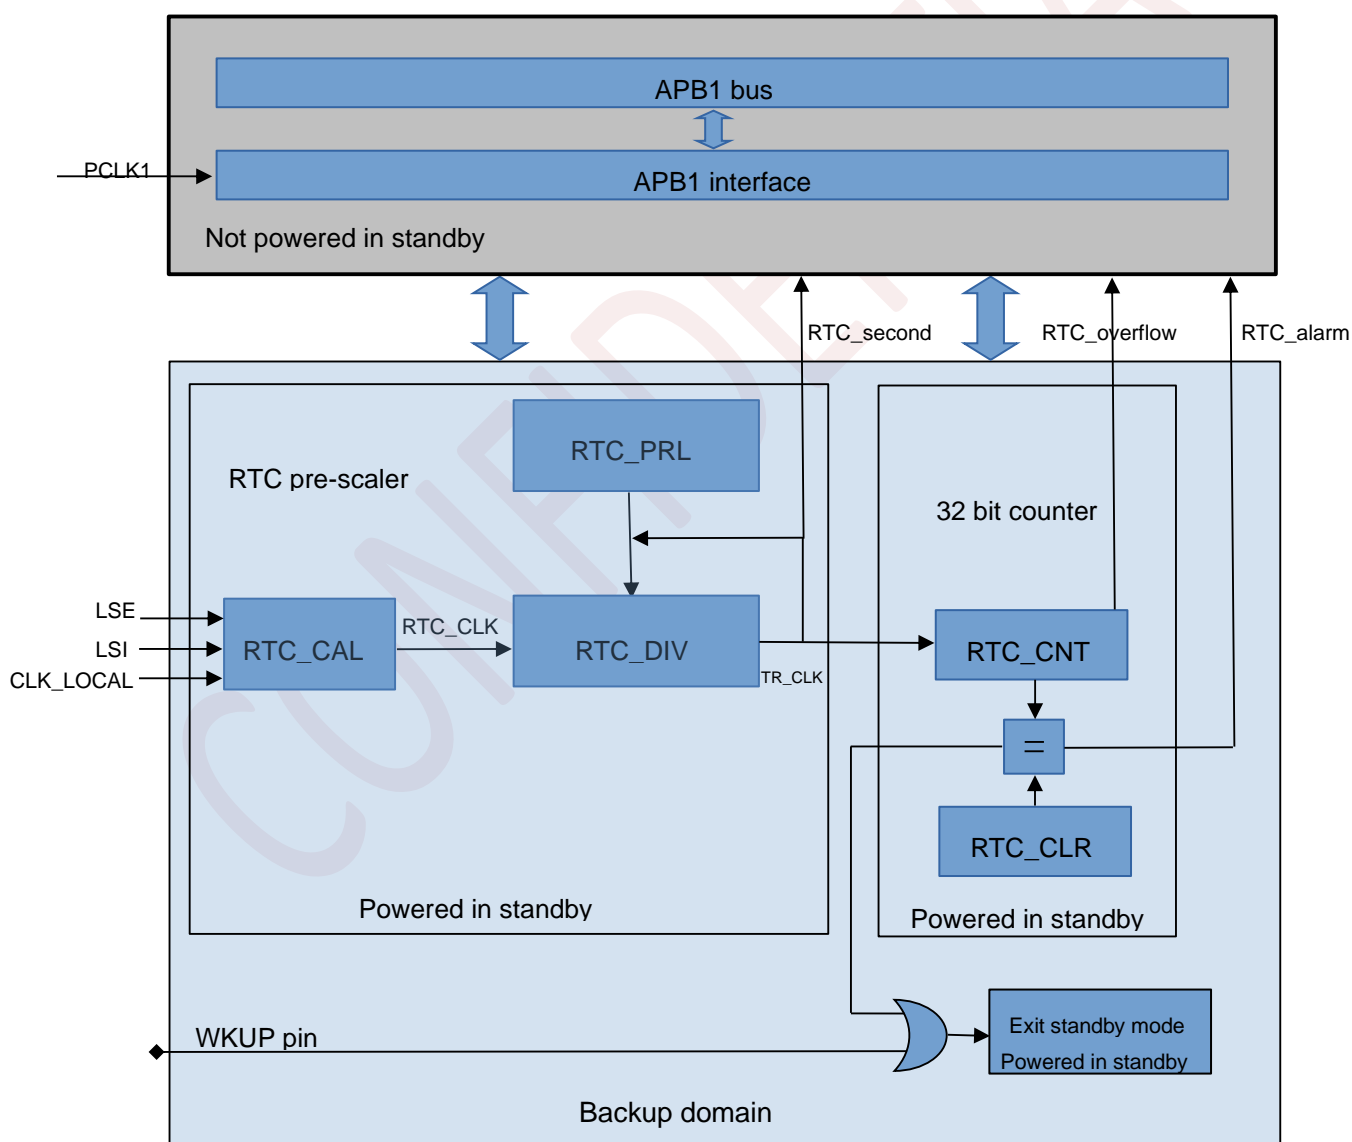 APB1 bus
PCLK1
APB1 interface
Not powered in standby
RTC_second
RTC_overflow
RTC_alarm
RTC_PRL
RTC pre-scaler
32 bit counter
LSE
RTC_CLK
LSI
RTC_CAL
RTC_DIV
RTC_CNT
CLK_LOCAL
TR_CLK
=
RTC_CLR
Powered in standby
Powered in standby
Exit standby mode
WKUP pin
Powered in standby
Backup domain
CONFIDENTIA